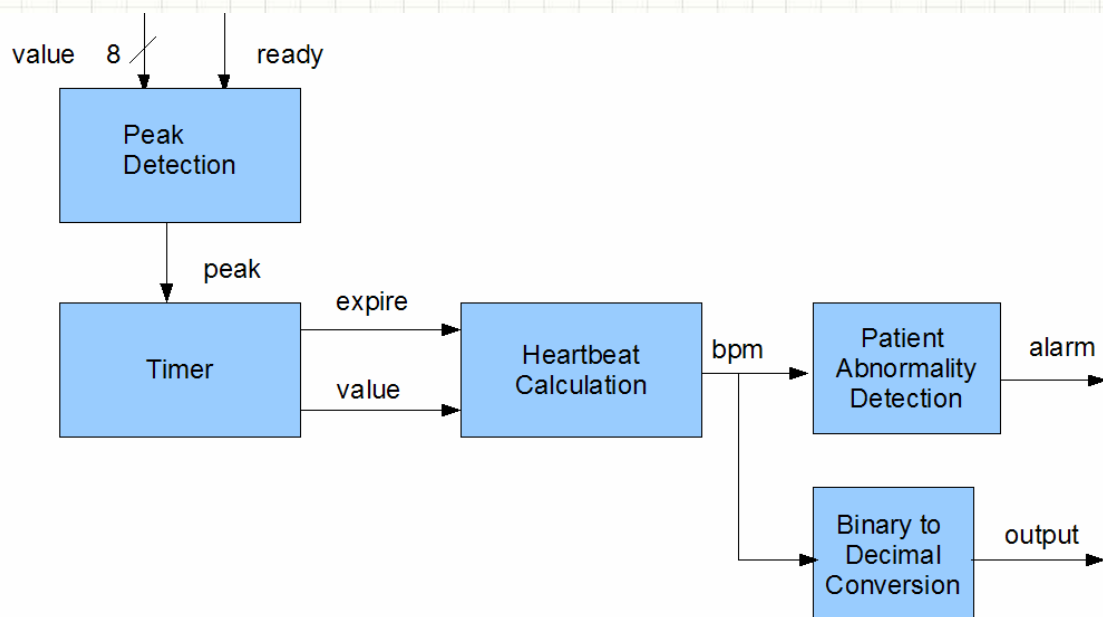 value 8 ready
Peak
Detection
peak
expire
Timer
value
Heartbeat
Calculation
bpm
Patient
Abnormality
Detection
alarm
Binary to
Decimal
Conversion
output